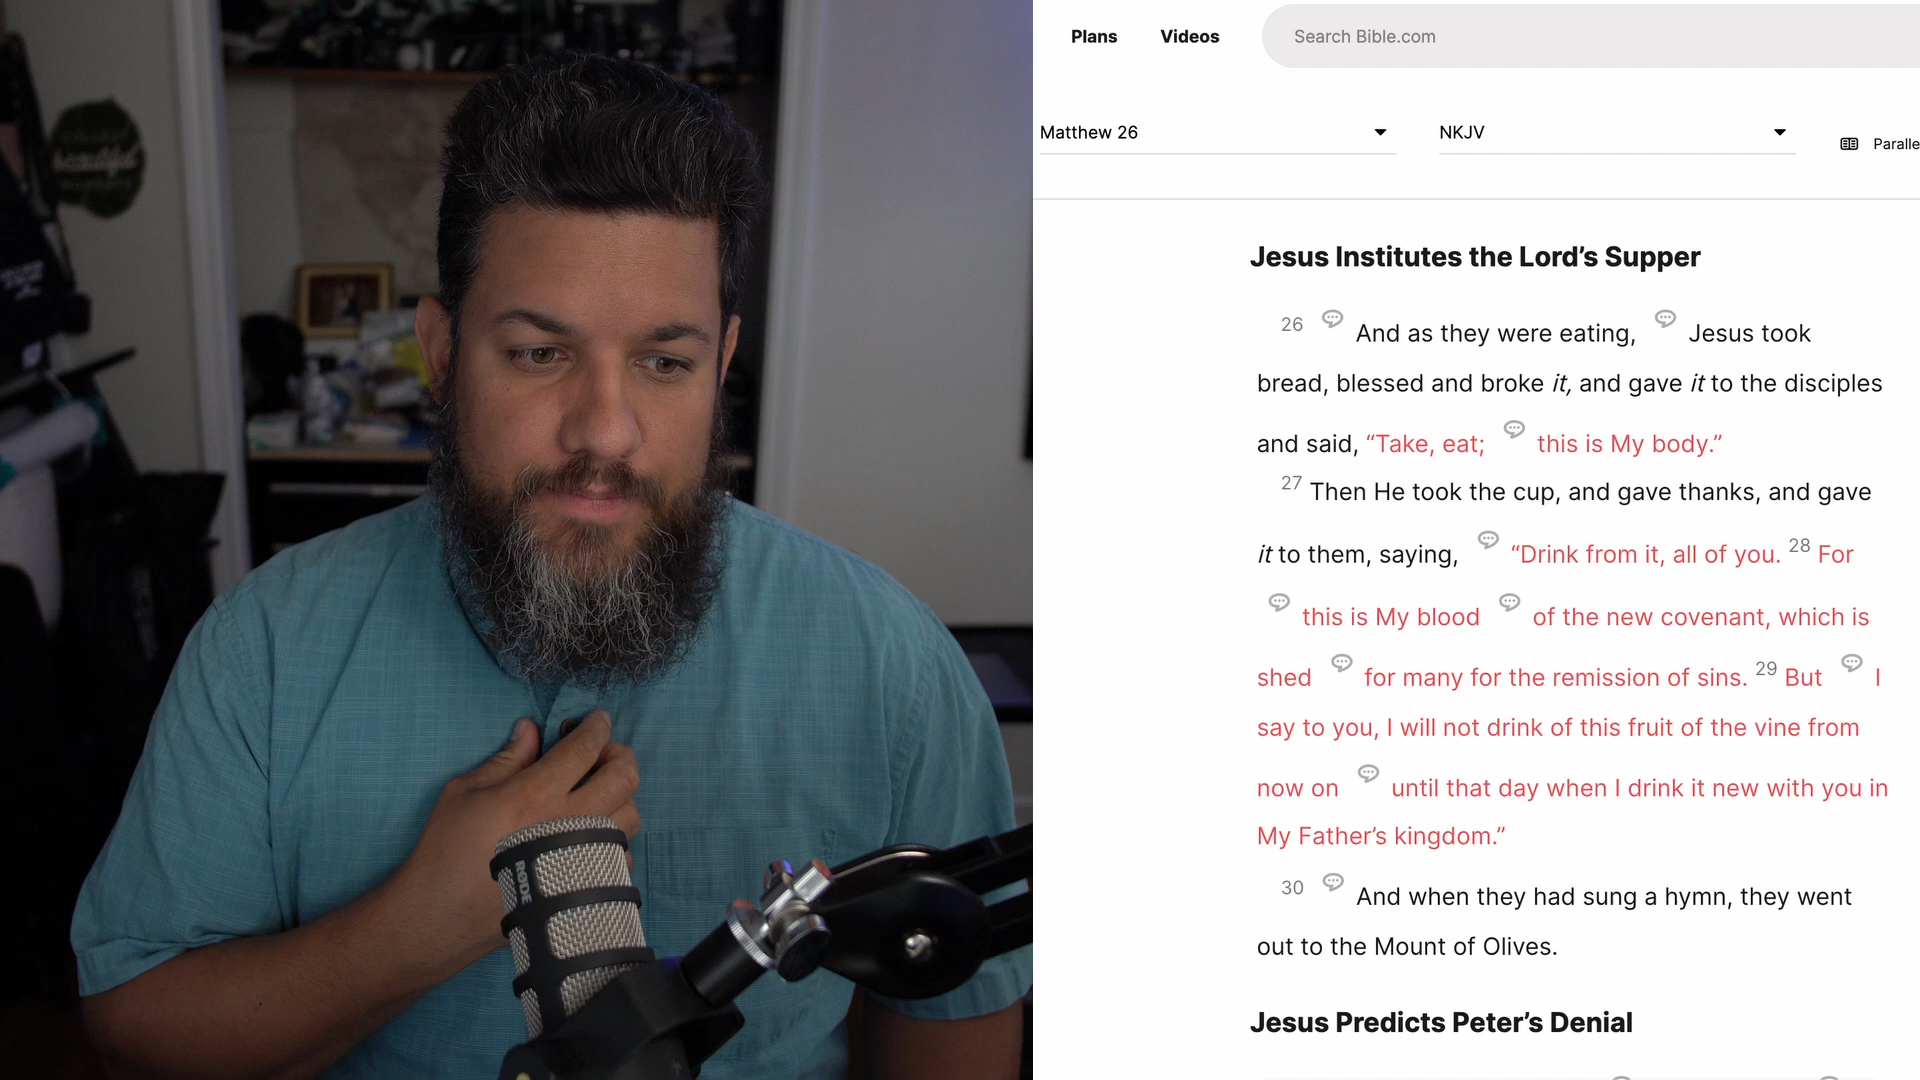 beautiful
RØDE
Plans Videos Search Bible.com
Matthew 26 NKJV Paralle
Jesus Institutes the Lord’s Supper
26 And as they were eating, Jesus took
bread, blessed and broke it, and gave it to the disciples
and said, “Take, eat; this is My body.”
27 Then He took the cup, and gave thanks, and gave
it to them, saying, “Drink from it, all of you. 28 For
this is My blood of the new covenant, which is
shed for many for the remission of sins. 29 But I
say to you, I will not drink of this fruit of the vine from
now on until that day when I drink it new with you in
My Father’s kingdom.”
30 And when they had sung a hymn, they went
out to the Mount of Olives.
Jesus Predicts Peter’s Denial